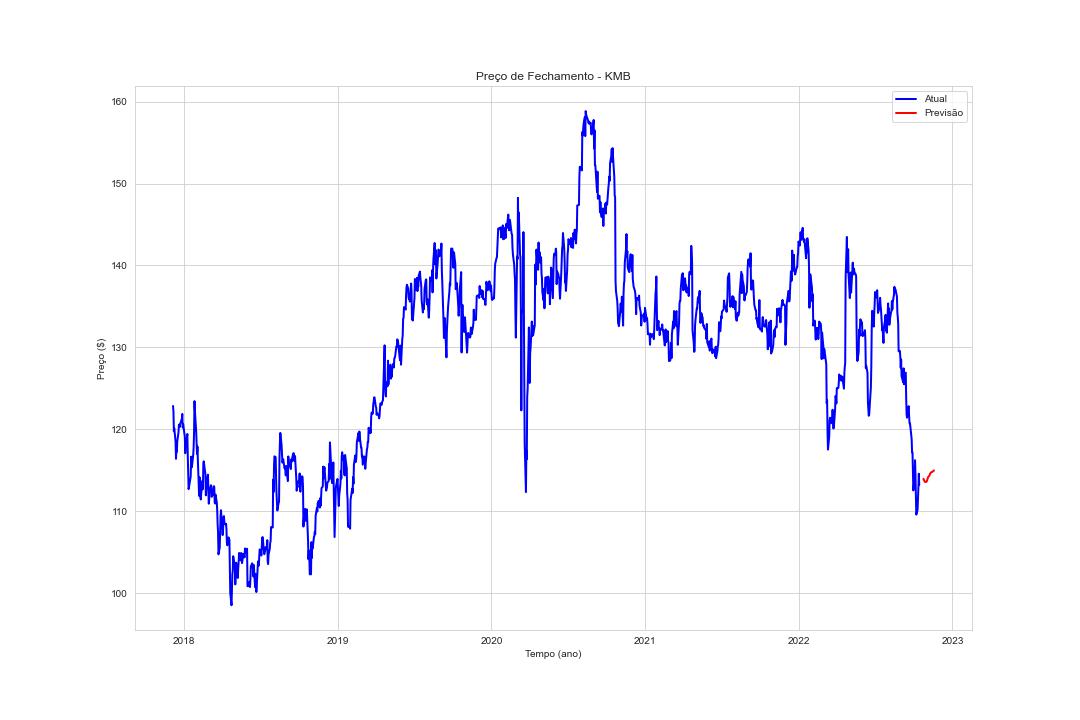 Preço de Fechamento - KMB
Atual
Previsão
160
150
140
130
120
110
100
Preço ($)
2018
2019
2020
2021
2022
2023
Tempo (ano)